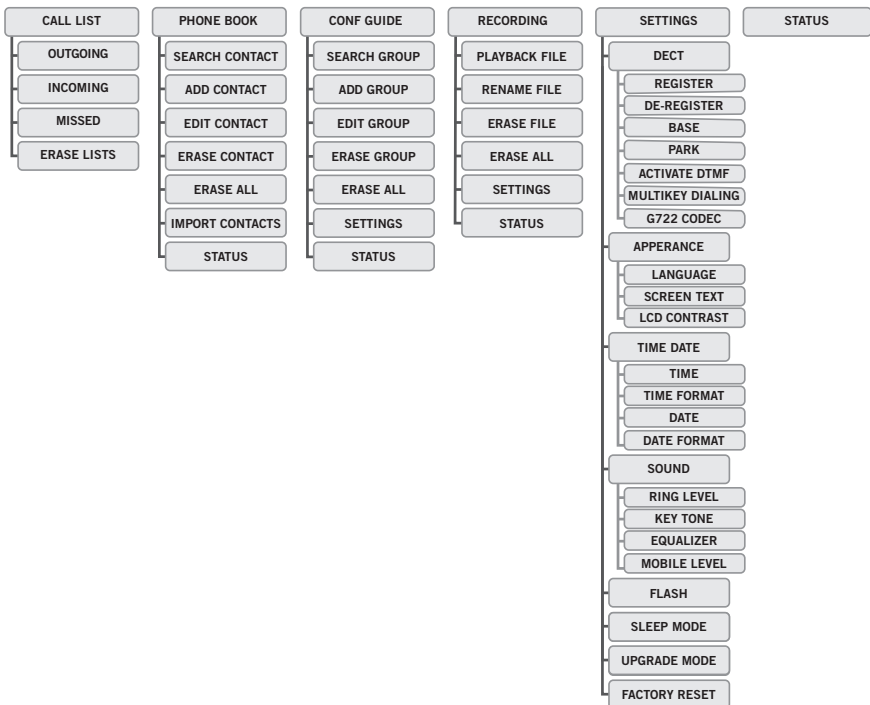 CALL LIST
OUTGOING
INCOMING
MISSED
ERASE LISTS
PHONE BOOK
SEARCH CONTACT
ADD CONTACT
EDIT CONTACT
ERASE CONTACT
ERASE ALL
IMPORT CONTACTS
STATUS
CONF GUIDE
SEARCH GROUP
ADD GROUP
EDIT GROUP
ERASE GROUP
ERASE ALL
SETTINGS
STATUS
RECORDING
PLAYBACK FILE
RENAME FILE
ERASE FILE
ERASE ALL
SETTINGS
STATUS
SETTINGS
DECT
REGISTER
DE-REGISTER
BASE
PARK
ACTIVATE DTMF
MULTIKEY DIALING
G722 CODEC
APPERANCE
LANGUAGE
SCREEN TEXT
LCD CONTRAST
TIME DATE
TIME
TIME FORMAT
DATE
DATE FORMAT
SOUND
RING LEVEL
KEY TONE
EQUALIZER
MOBILE LEVEL
FLASH
SLEEP MODE
UPGRADE MODE
FACTORY RESET
STATUS